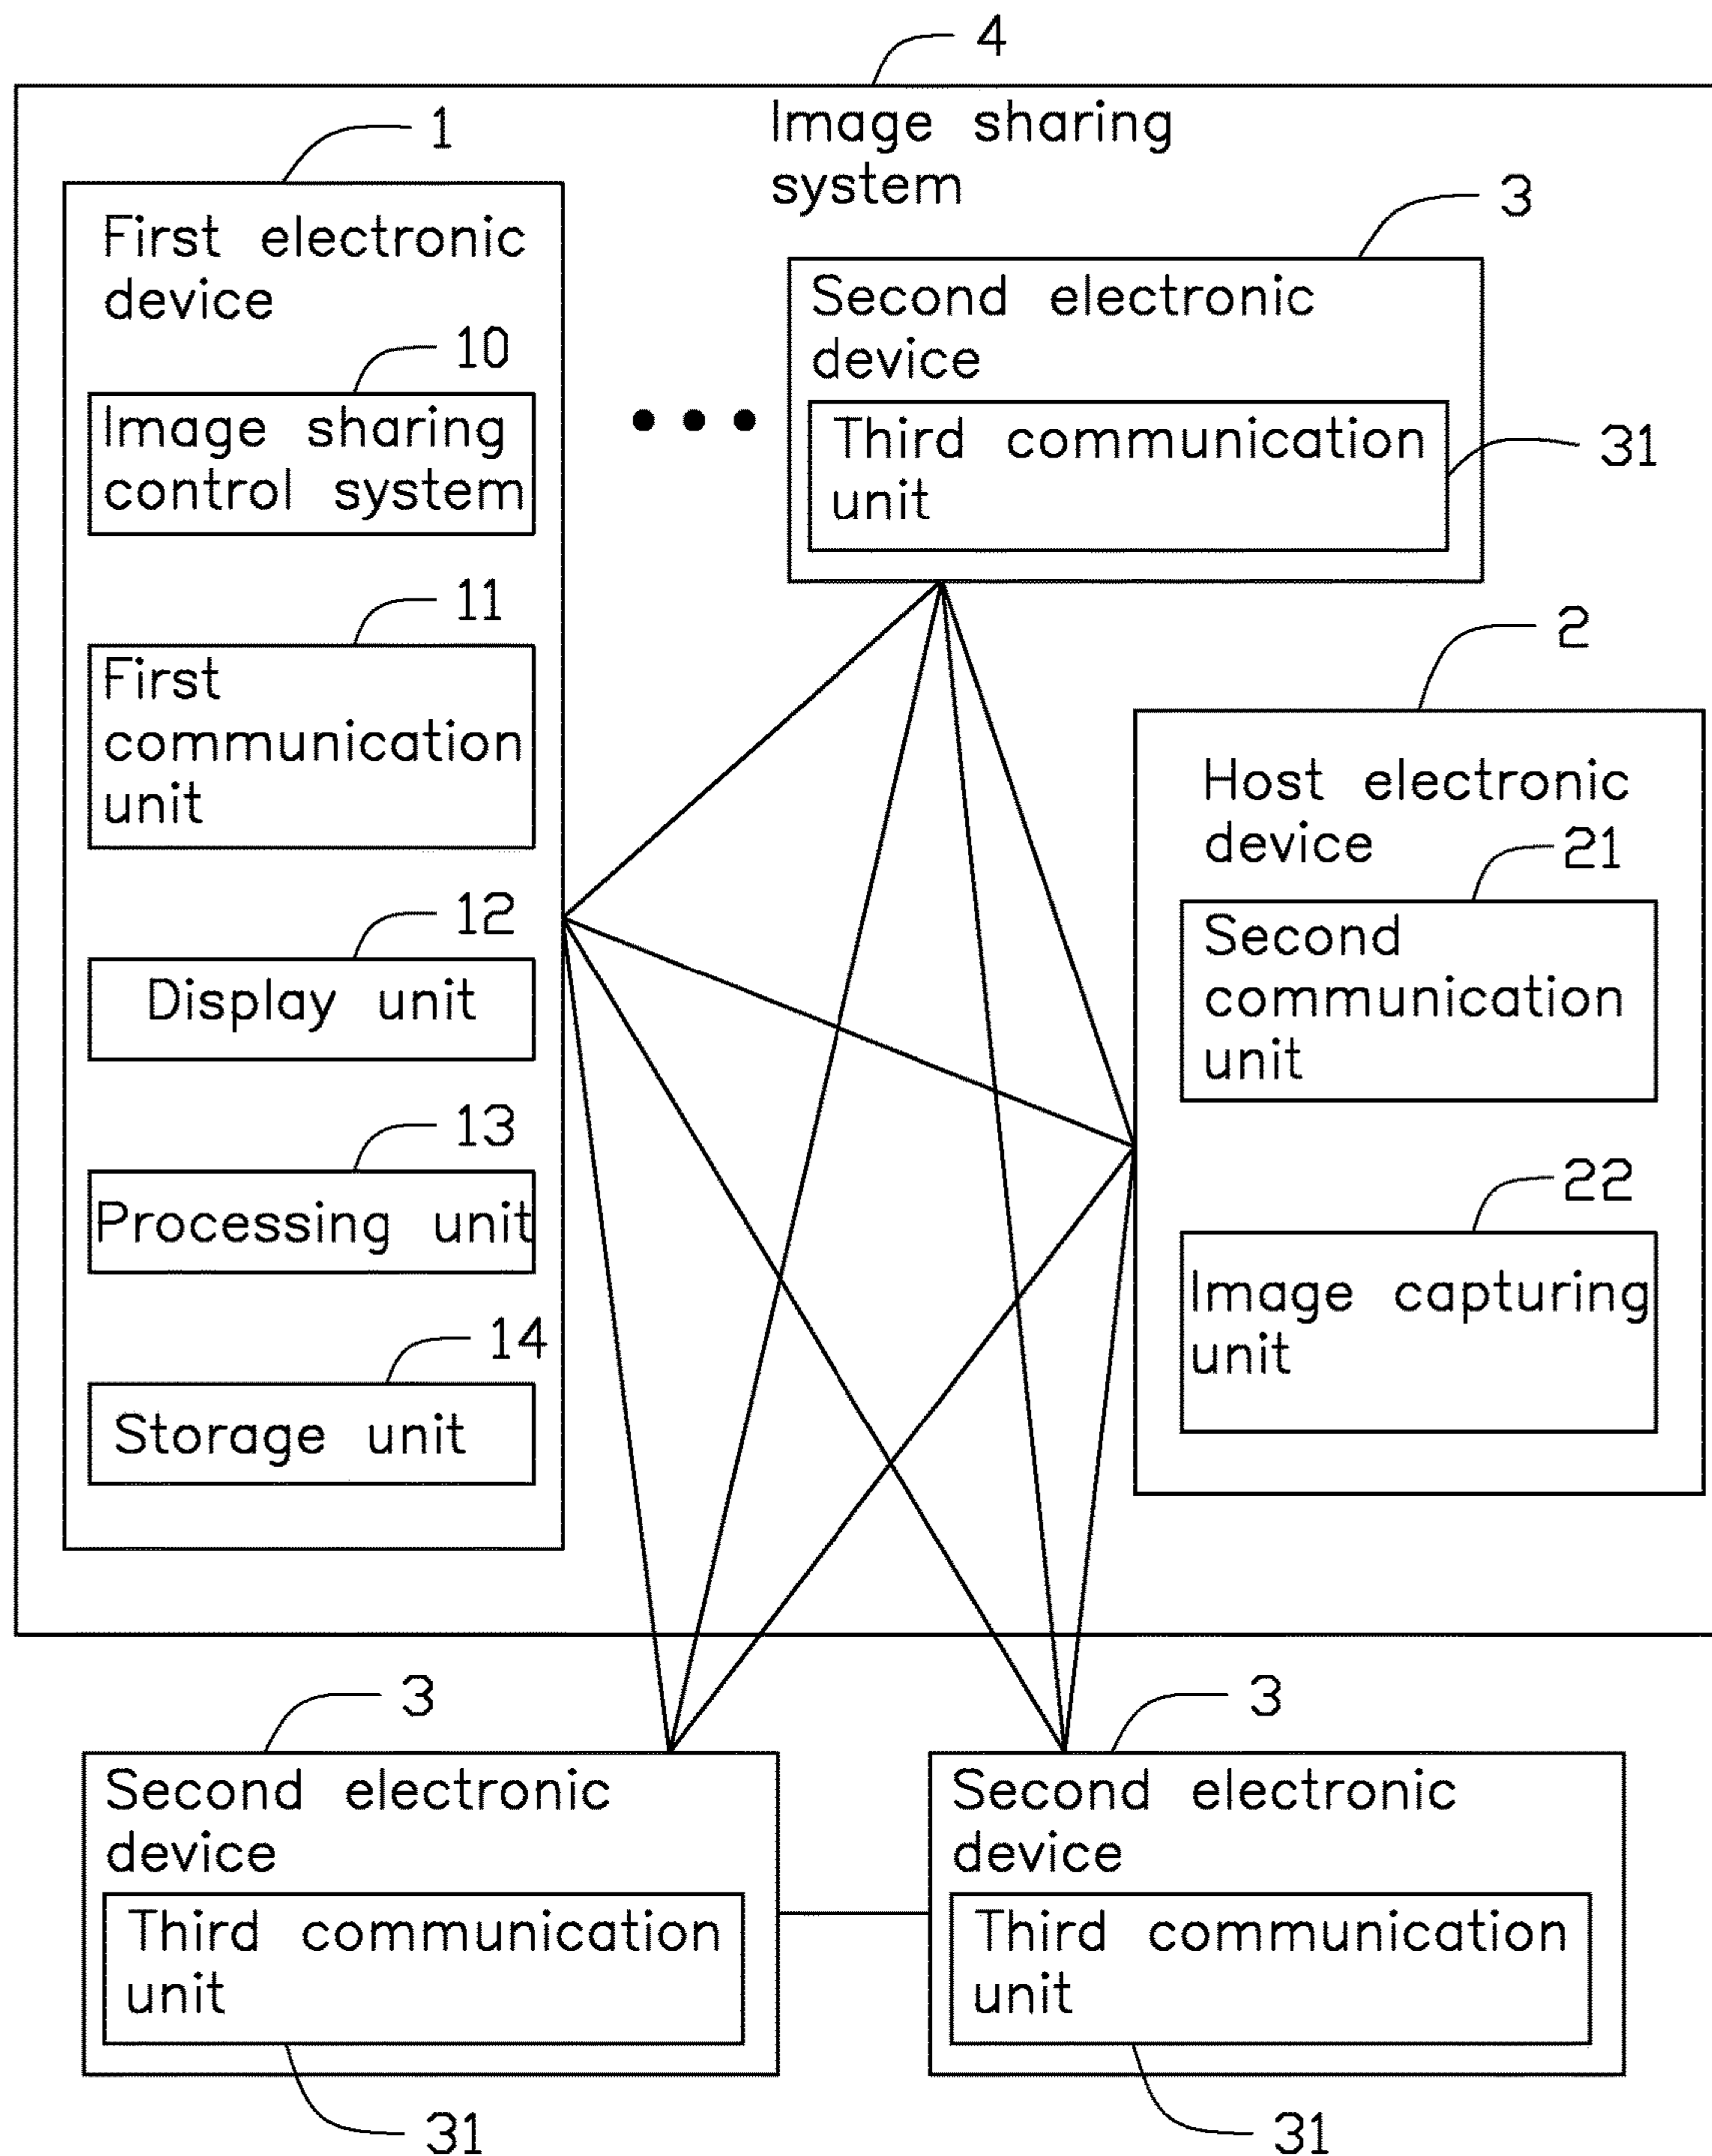 4
Image sharing
system
1
First electronic
device
10
Image sharing
control system
11
First
communication
unit
12
Display unit
13
Processing unit
14
Storage unit
3
Second electronic
device
Third communication
unit
31
2
Host electronic
device
21
Second
communication
unit
22
Image capturing
unit
3
Second electronic
device
Third communication
unit
31
3
Second electronic
device
Third communication
unit
31